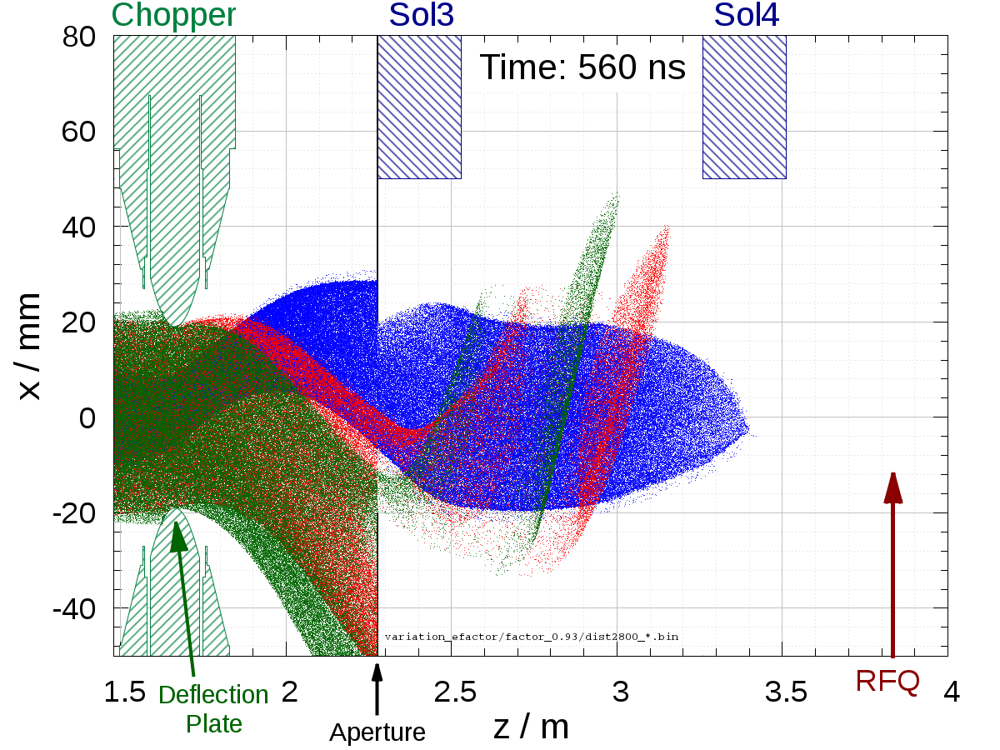 Chopper
Sol3
Sol4
80
60
40
20
0
-20
-40
x / mm
Time: 560 ns
variation_efactor/factor_0.93/dist2800_*.bin
1.5
2
2.5
3
3.5
4
z / m
Deflection
Plate
Aperture
RFQ